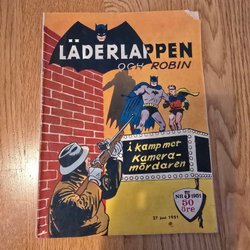 LÄDERLAPPEN
OCH ROBIN
i kamp mot
kamera-
mördaren
NR 5 1951
50
öre
27 juni 1951